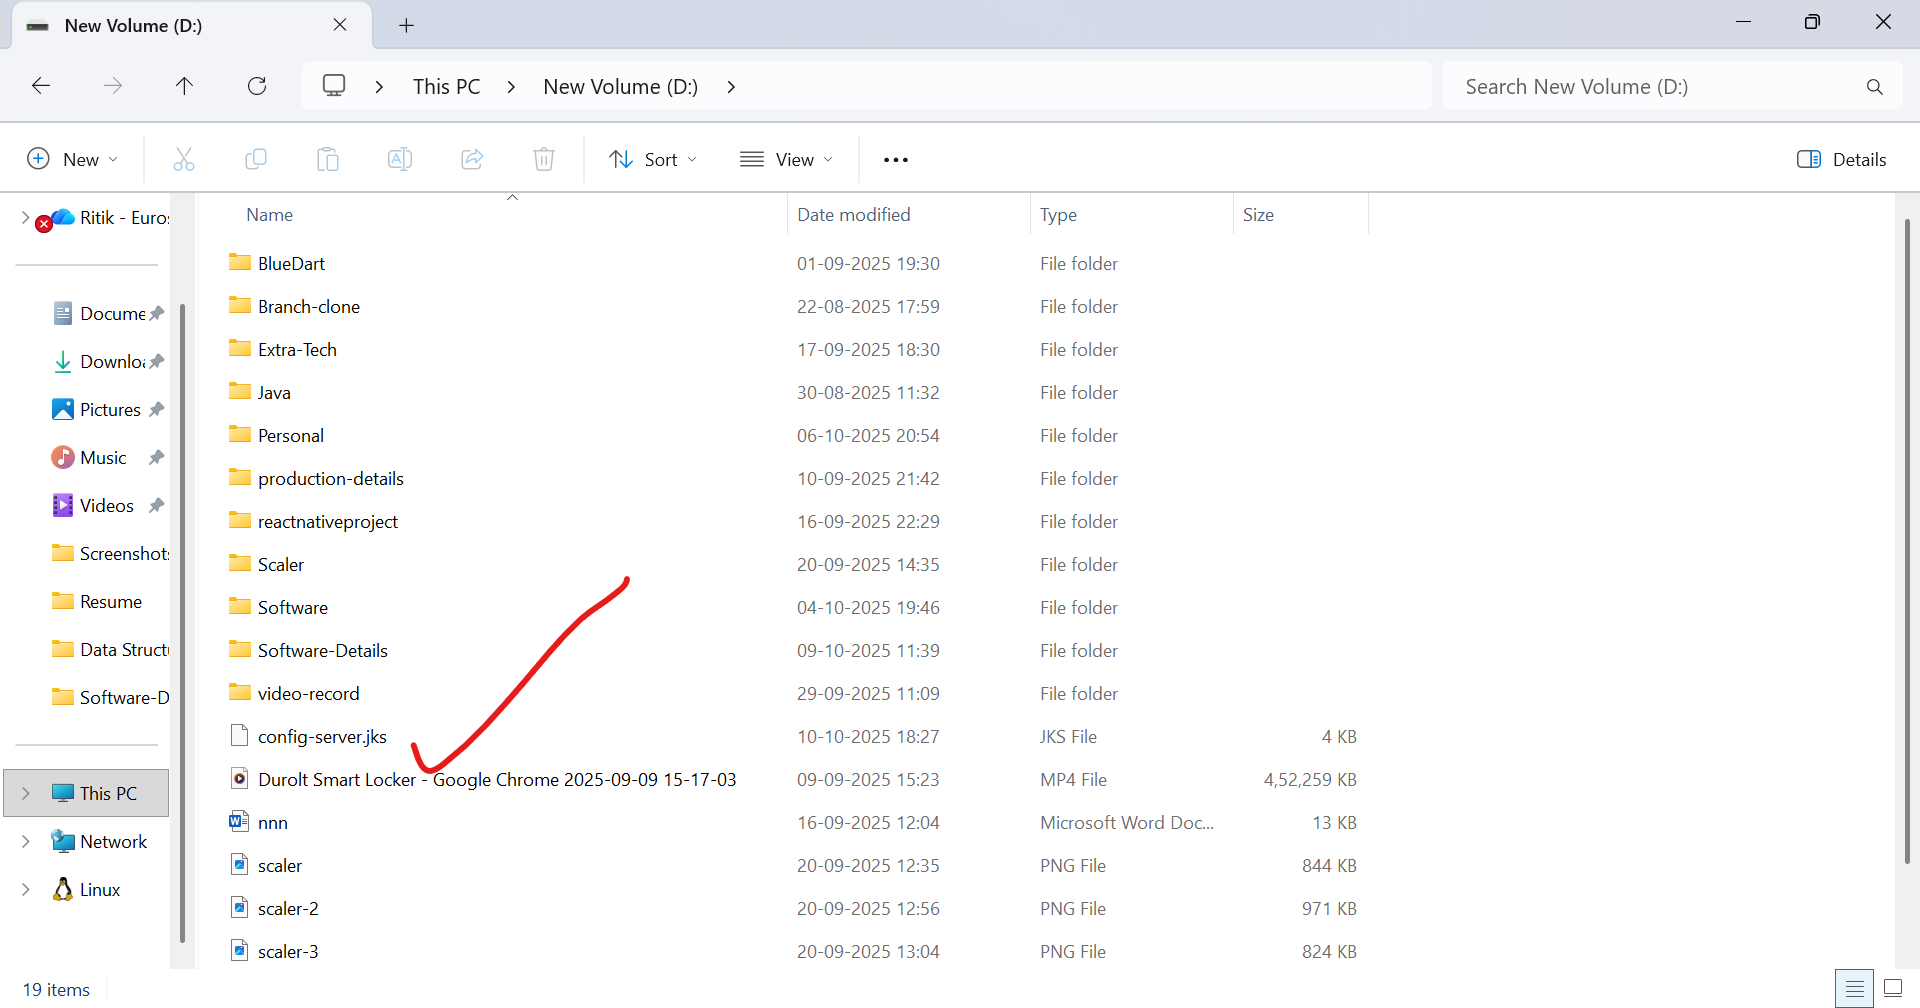 New Volume (D:)
This PC > New Volume (D:) >
Search New Volume (D:)
New
Sort
View
Details
Name Date modified Type Size
Ritik - Euros
Docume
Downloa
Pictures
Music
Videos
Screenshots
Resume
Data Structu
Software-D
This PC
Network
Linux
BlueDart 01-09-2025 19:30 File folder
Branch-clone 22-08-2025 17:59 File folder
Extra-Tech 17-09-2025 18:30 File folder
Java 30-08-2025 11:32 File folder
Personal 06-10-2025 20:54 File folder
production-details 10-09-2025 21:42 File folder
reactnativeproject 16-09-2025 22:29 File folder
Scaler 20-09-2025 14:35 File folder
Software 04-10-2025 19:46 File folder
Software-Details 09-10-2025 11:39 File folder
video-record 29-09-2025 11:09 File folder
config-server.jks 10-10-2025 18:27 JKS File 4 KB
Durolt Smart Locker - Google Chrome 2025-09-09 15-17-03 09-09-2025 15:23 MP4 File 4,52,259 KB
nnn 16-09-2025 12:04 Microsoft Word Doc... 13 KB
scaler 20-09-2025 12:35 PNG File 844 KB
scaler-2 20-09-2025 12:56 PNG File 971 KB
scaler-3 20-09-2025 13:04 PNG File 824 KB
19 items